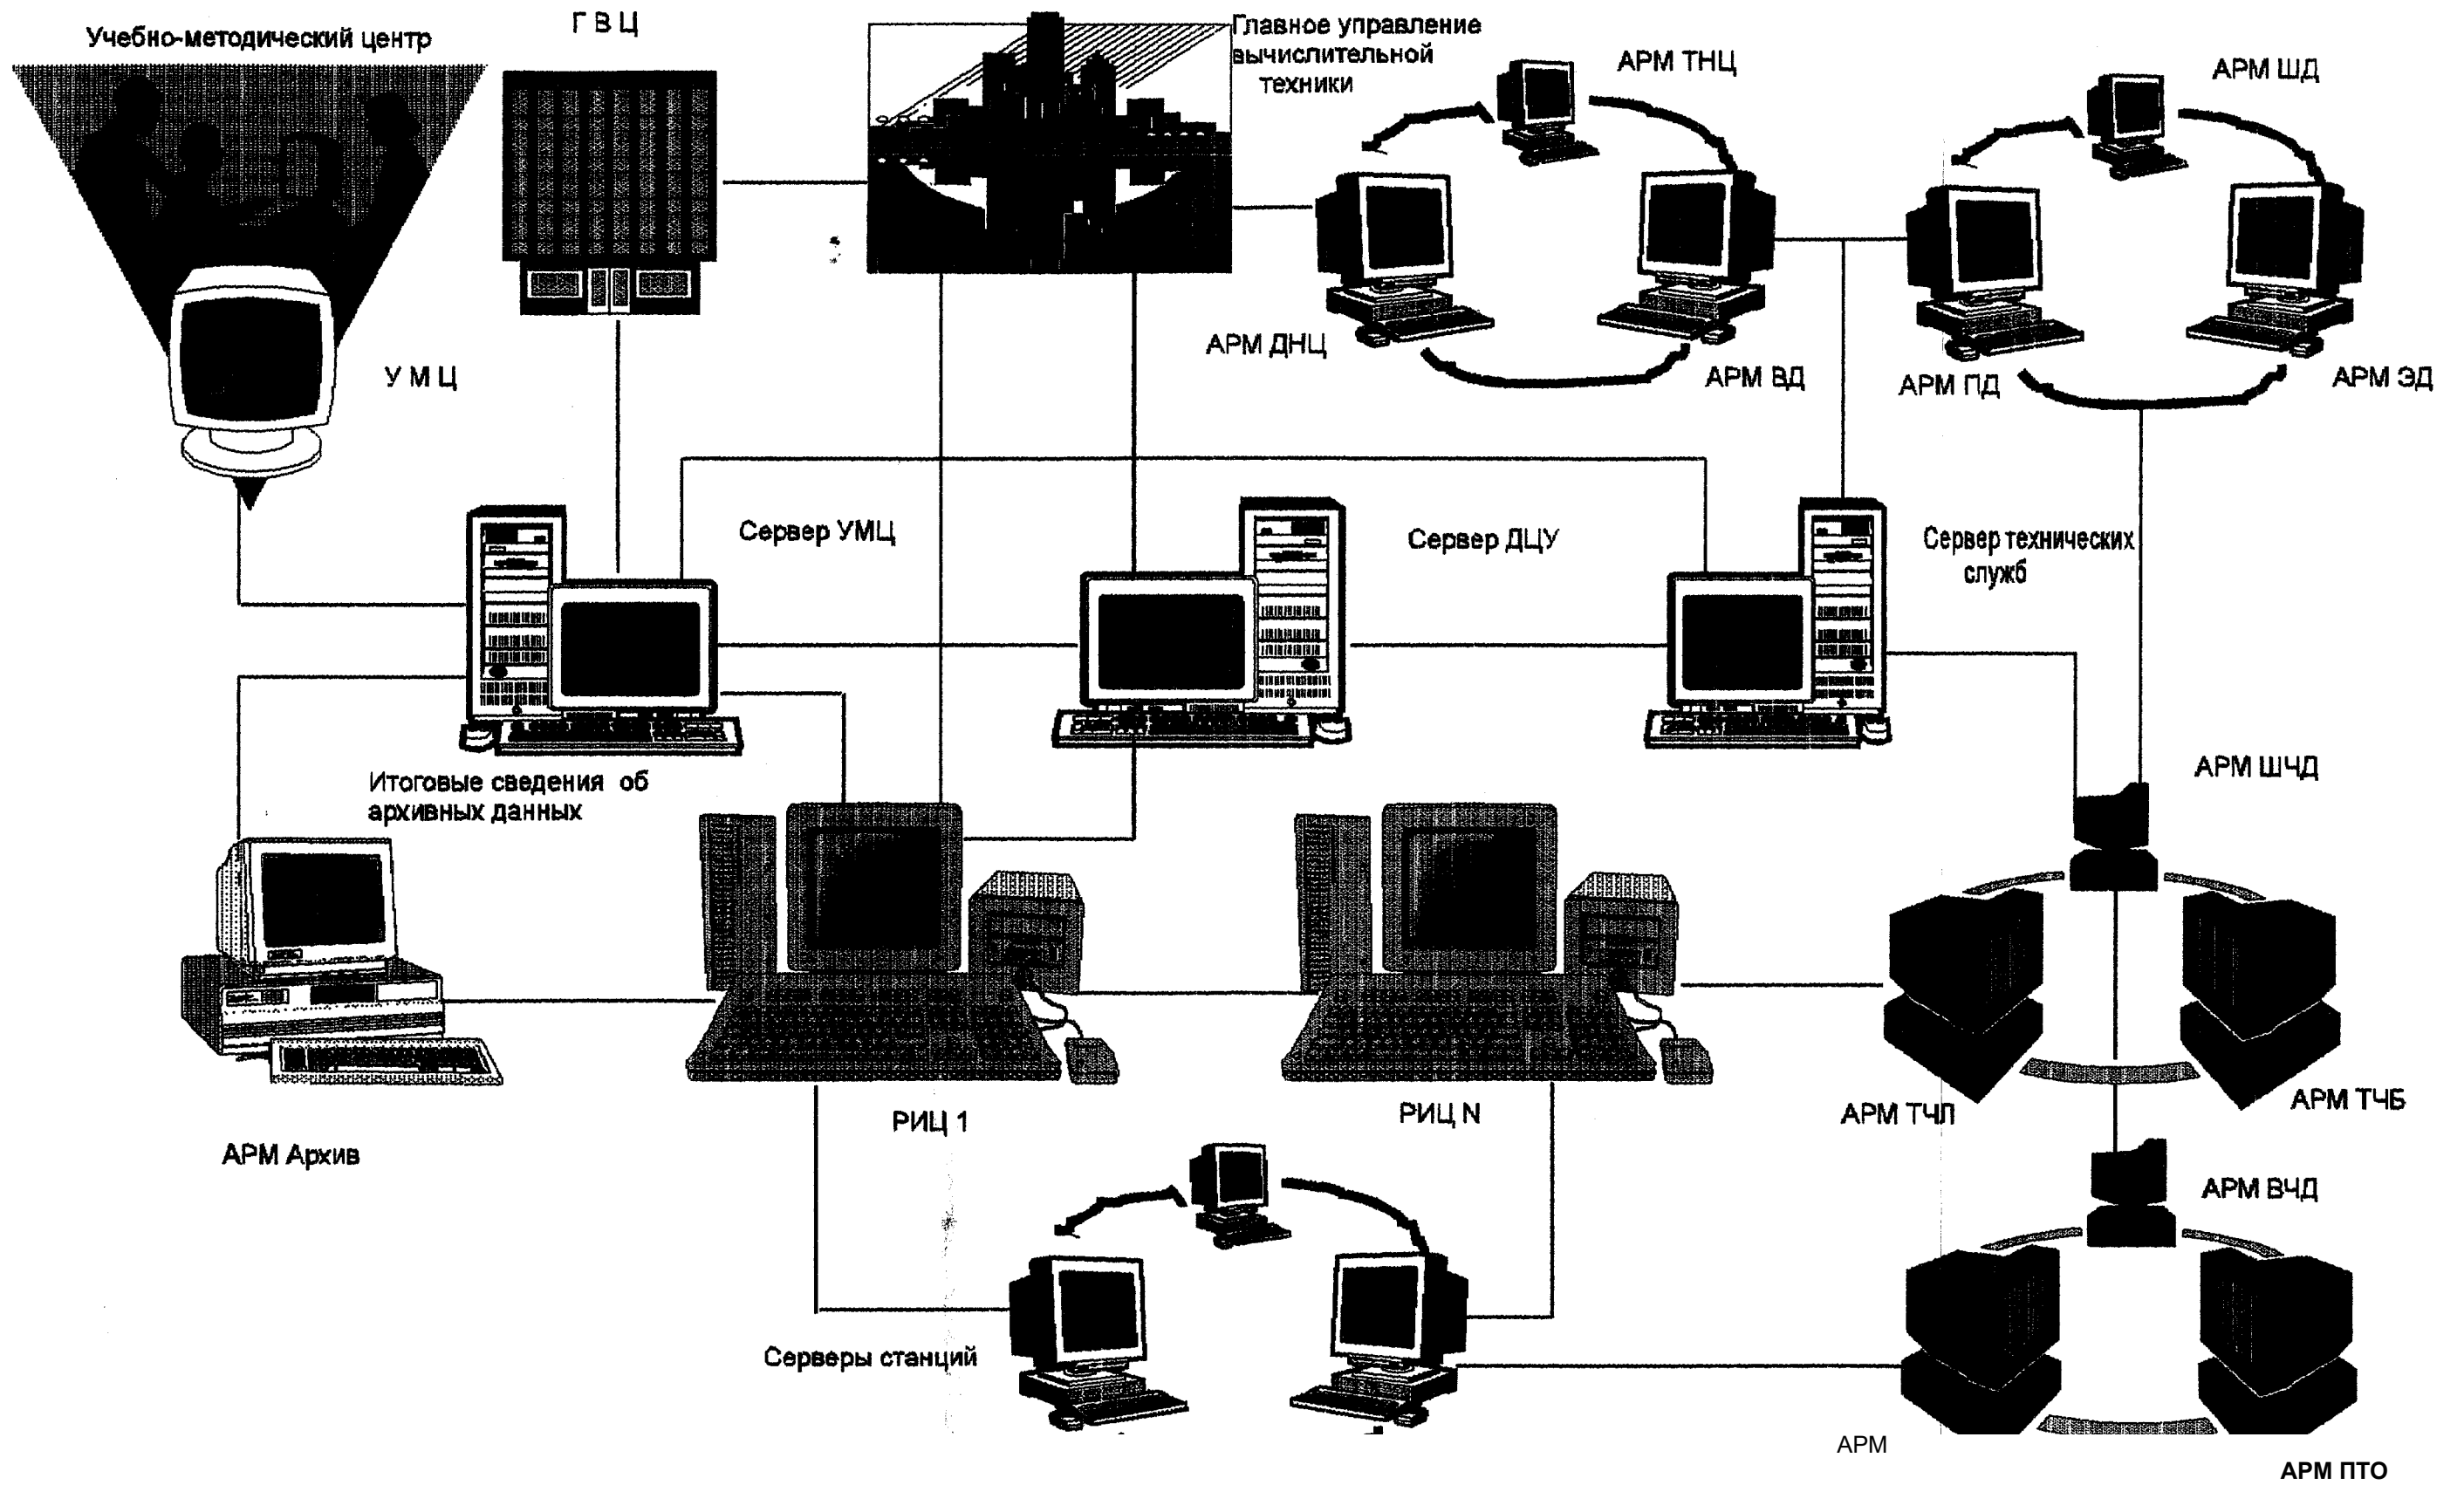 Учебно-методический центр
Г В Ц
Главное управление
вычислительной
техники
АРМ ТНЦ
АРМ ШД
У М Ц
АРМ ДНЦ
АРМ ВД
АРМ ПД
АРМ ЭД
Сервер УМЦ
Сервер ДЦУ
Сервер технических
служб
Итоговые сведения об
архивных данных
АРМ ШЧД
АРМ Архив
РИЦ 1
РИЦ N
АРМ ТЧЛ
АРМ ТЧБ
АРМ ВЧД
Серверы станций
АРМ
АРМ ПТО